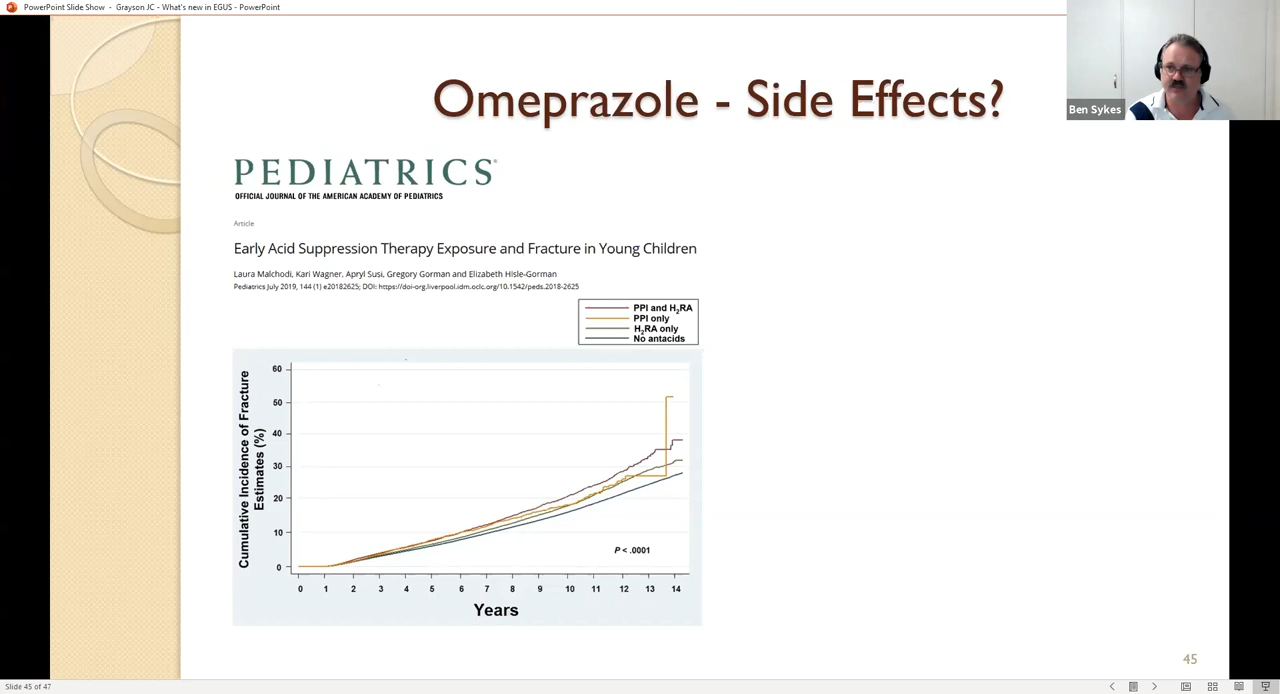 PowerPoint Slide Show - Grayson JC - What's new in EGUS - PowerPoint
Ben Sykes
Omeprazole - Side Effects?
PEDIATRICS
OFFICIAL JOURNAL OF THE AMERICAN ACADEMY OF PEDIATRICS
Article
Early Acid Suppression Therapy Exposure and Fracture in Young Children
Laura Malchodi, Kari Wagner, Apryl Susi, Gregory Gorman and Elizabeth Hisle-Gorman
Pediatrics July 2019, 144 (1) e20182625; DOI: https://doi-org.liverpool.idm.oclc.org/10.1542/peds.2018-2625
PPI and H₂RA
PPI only
H₂RA only
No antacids
Cumulative Incidence of Fracture
Estimates (%)
60
50
40
30
20
10
0
P < .0001
0 1 2 3 4 5 6 7 8 9 10 11 12 13 14
Years
45
Slide 45 of 47